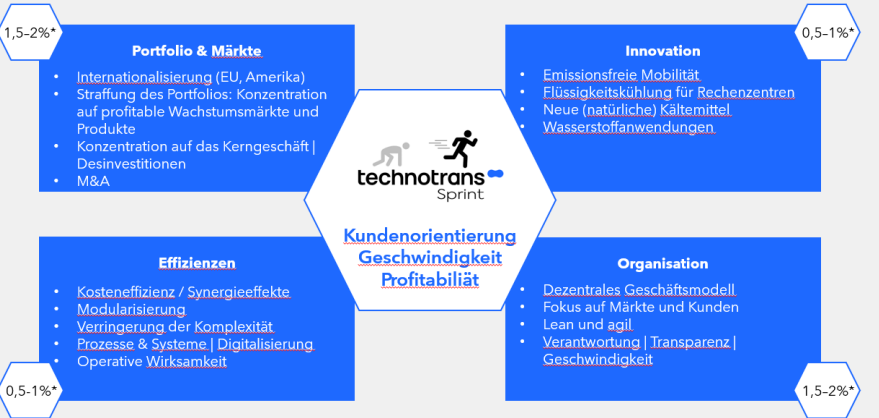 1,5–2%*
Portfolio & Märkte
• Internationalisierung (EU, Amerika)
• Straffung des Portfolios: Konzentration
auf profitable Wachstumsmärkte und
Produkte
• Konzentration auf das Kerngeschäft |
Desinvestitionen
• M&A
0,5–1%*
Innovation
• Emissionsfreie Mobilität
• Flüssigkeitskühlung für Rechenzentren
• Neue (natürliche) Kältemittel
• Wasserstoffanwendungen
technotrans
Sprint
Kundenorientierung
Geschwindigkeit
Profitabiliät
Effizienzen
• Kosteneffizienz / Synergieeffekte
• Modularisierung
• Verringerung der Komplexität
• Prozesse & Systeme | Digitalisierung
• Operative Wirksamkeit
0,5-1%*
Organisation
• Dezentrales Geschäftsmodell
• Fokus auf Märkte und Kunden
• Lean und agil
• Verantwortung | Transparenz |
Geschwindigkeit
1,5–2%*